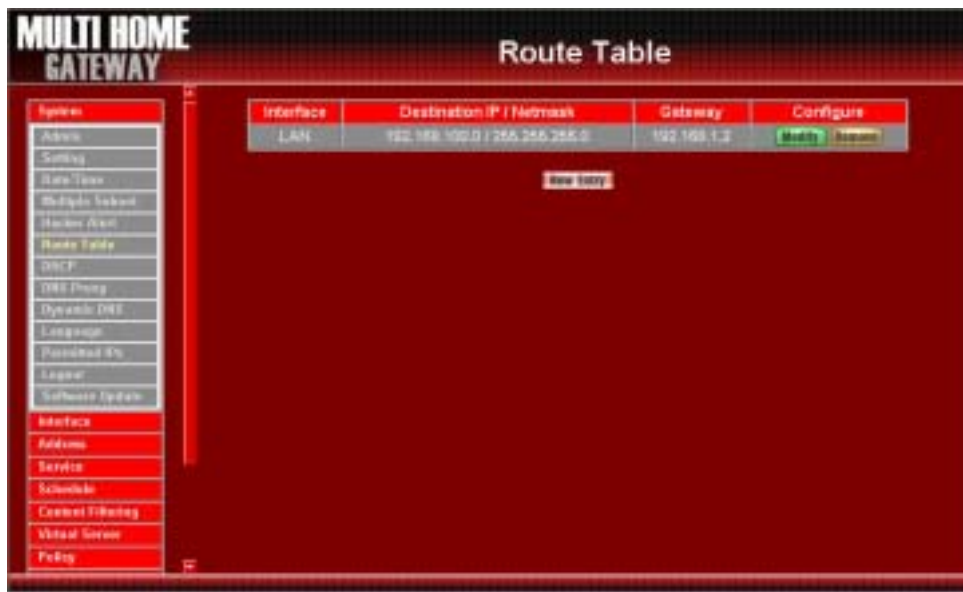 MULTI HOME
GATEWAY
Route Table
System
Admin
Setting
Date/Time
Multiple Subnet
Hacker Alert
Route Table
DHCP
DNS Proxy
Dynamic DNS
Language
Permitted IPs
Logout
Software Update
Interface
Address
Service
Schedule
Content Filtering
Virtual Server
Policy
Interface Destination IP / Netmask Gateway Configure
LAN 192.168.100.0 / 255.255.255.0 192.168.1.2 Modify Remove
New Entry